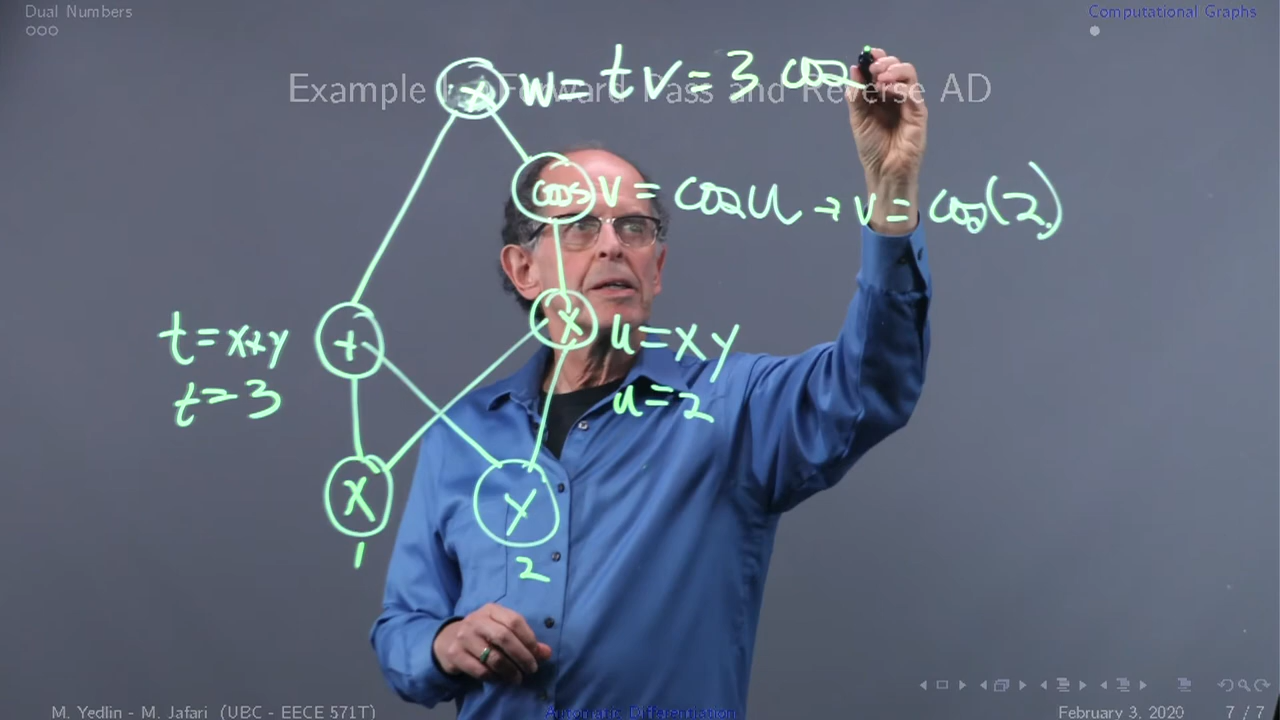 Dual Numbers
Computational Graphs
Example I: Forward Pass and Reverse AD
× w = t v = 3 cos
cos v = cos u → v = cos(2)
t = x+y
+
× u = xy
t = 3
u = 2
x
y
1
2
M. Yedlin - M. Jafari (UBC - EECE 571T)
Automatic Differentiation
February 3, 2020
7 / 7